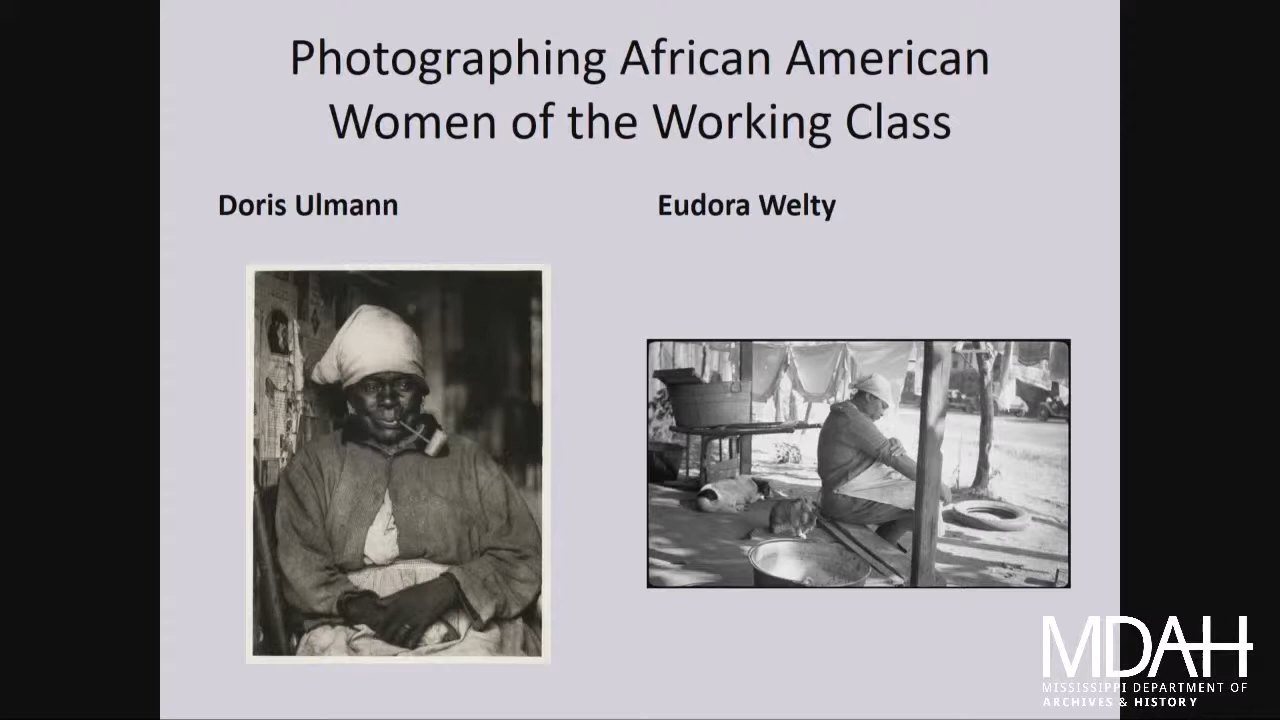 Photographing African American
Women of the Working Class
Doris Ulmann
Eudora Welty
MDAH
MISSISSIPPI DEPARTMENT OF
ARCHIVES & HISTORY